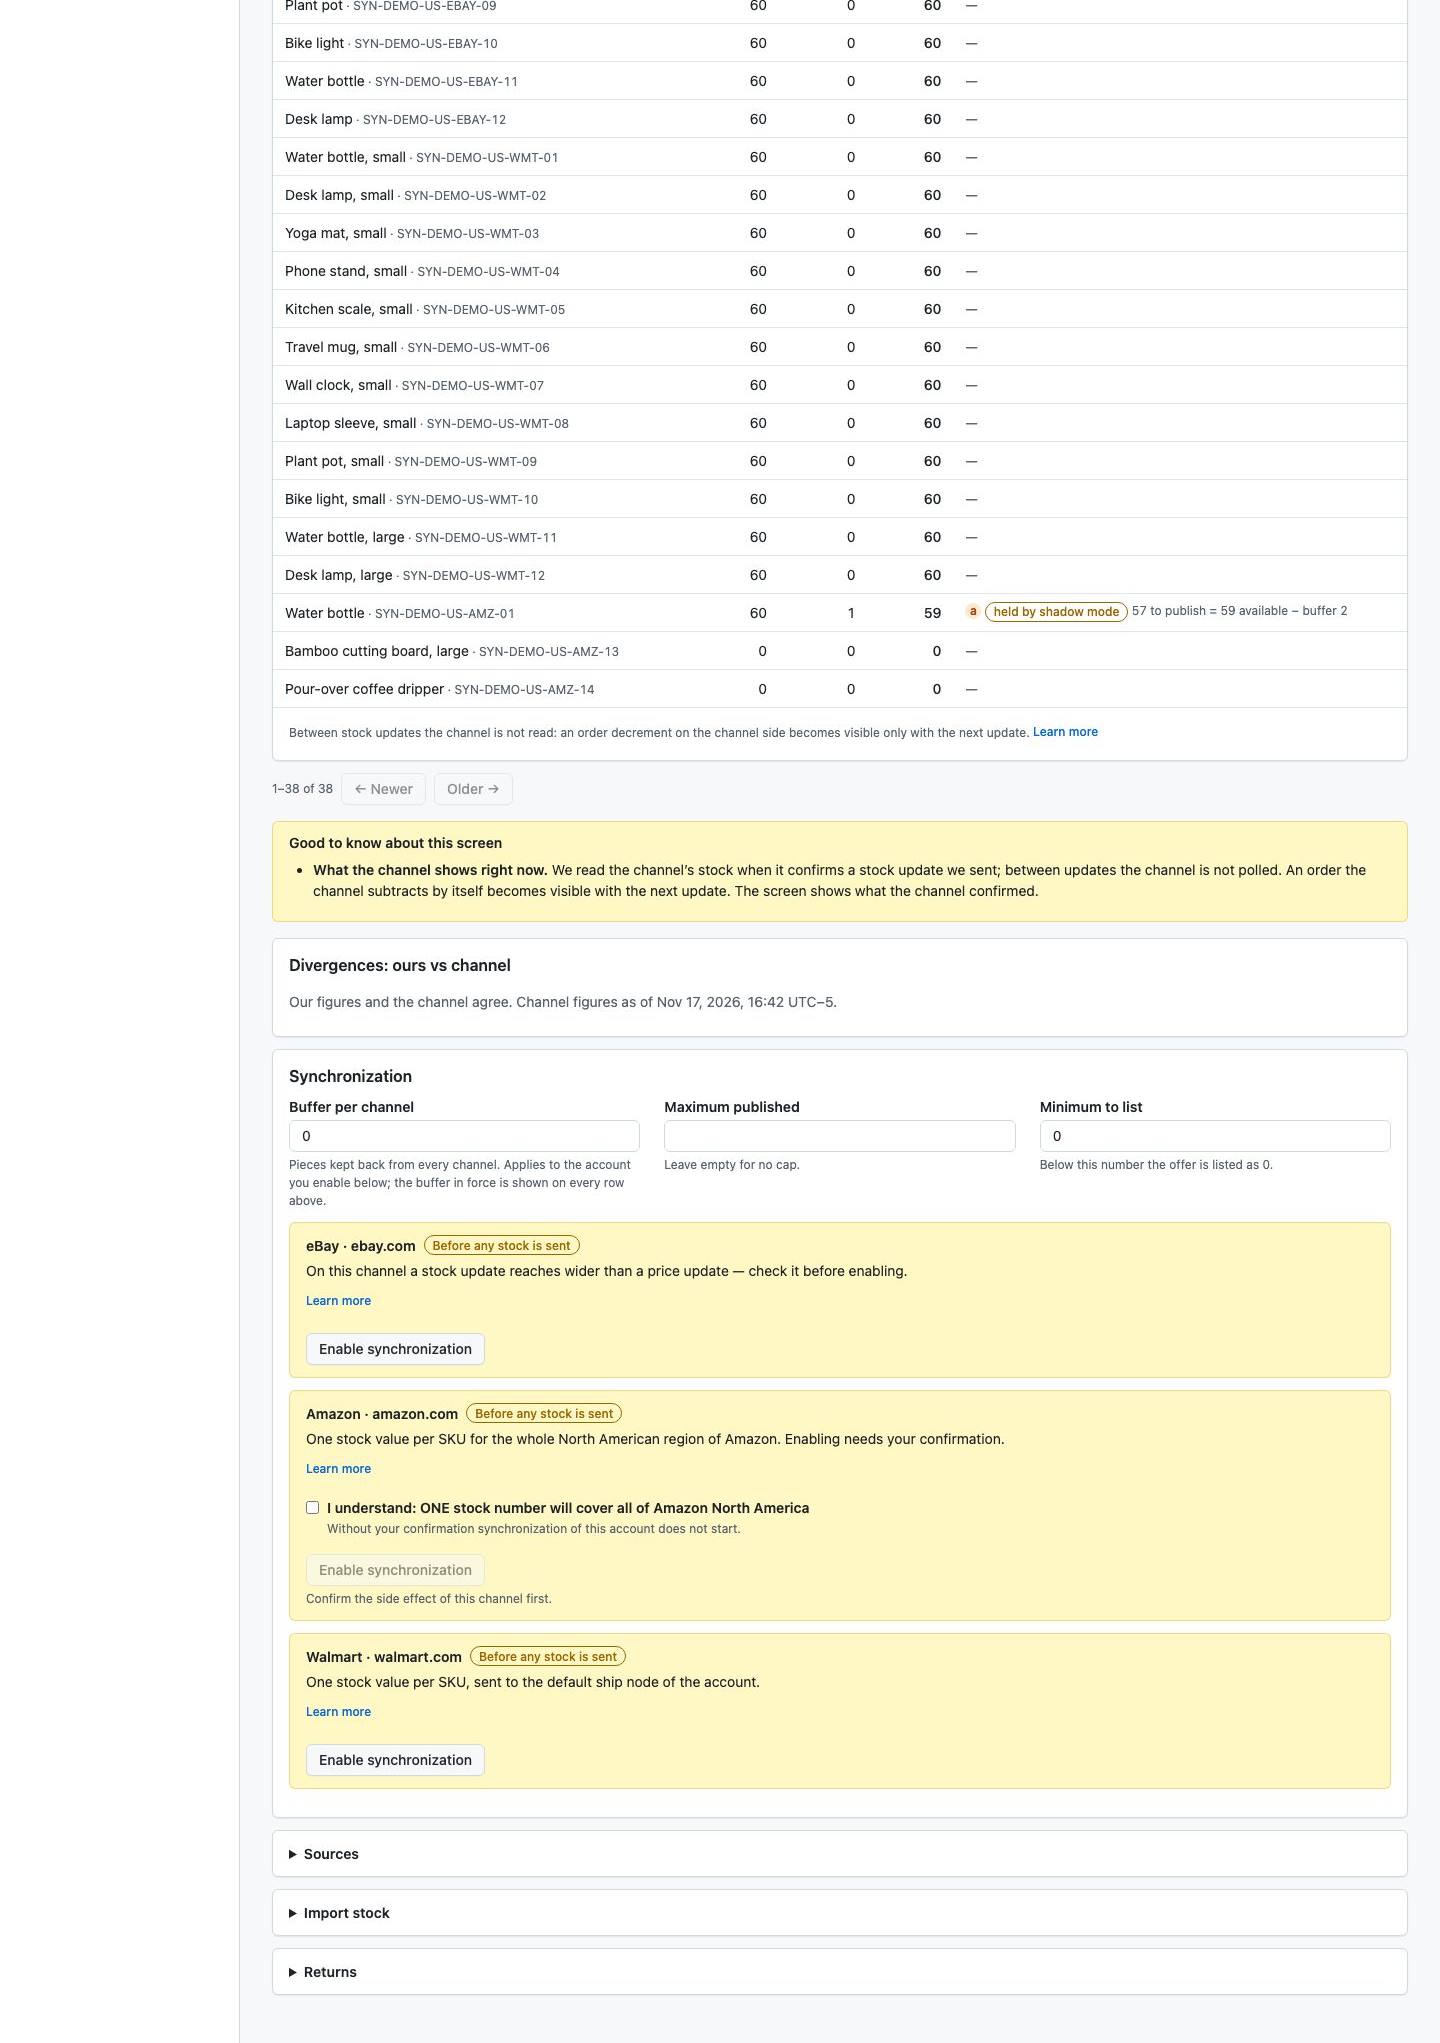 Plant pot · SYN-DEMO-US-EBAY-09 60 0 60 —
Bike light · SYN-DEMO-US-EBAY-10 60 0 60 —
Water bottle · SYN-DEMO-US-EBAY-11 60 0 60 —
Desk lamp · SYN-DEMO-US-EBAY-12 60 0 60 —
Water bottle, small · SYN-DEMO-US-WMT-01 60 0 60 —
Desk lamp, small · SYN-DEMO-US-WMT-02 60 0 60 —
Yoga mat, small · SYN-DEMO-US-WMT-03 60 0 60 —
Phone stand, small · SYN-DEMO-US-WMT-04 60 0 60 —
Kitchen scale, small · SYN-DEMO-US-WMT-05 60 0 60 —
Travel mug, small · SYN-DEMO-US-WMT-06 60 0 60 —
Wall clock, small · SYN-DEMO-US-WMT-07 60 0 60 —
Laptop sleeve, small · SYN-DEMO-US-WMT-08 60 0 60 —
Plant pot, small · SYN-DEMO-US-WMT-09 60 0 60 —
Bike light, small · SYN-DEMO-US-WMT-10 60 0 60 —
Water bottle, large · SYN-DEMO-US-WMT-11 60 0 60 —
Desk lamp, large · SYN-DEMO-US-WMT-12 60 0 60 —
Water bottle · SYN-DEMO-US-AMZ-01 60 1 59 a held by shadow mode 57 to publish = 59 available − buffer 2
Bamboo cutting board, large · SYN-DEMO-US-AMZ-13 0 0 0 —
Pour-over coffee dripper · SYN-DEMO-US-AMZ-14 0 0 0 —
Between stock updates the channel is not read: an order decrement on the channel side becomes visible only with the next update. Learn more
1–38 of 38 ← Newer Older →
Good to know about this screen
• What the channel shows right now. We read the channel's stock when it confirms a stock update we sent; between updates the channel is not polled. An order the
channel subtracts by itself becomes visible with the next update. The screen shows what the channel confirmed.
Divergences: ours vs channel
Our figures and the channel agree. Channel figures as of Nov 17, 2026, 16:42 UTC−5.
Synchronization
Buffer per channel Maximum published Minimum to list
0 0
Pieces kept back from every channel. Applies to the account Leave empty for no cap. Below this number the offer is listed as 0.
you enable below; the buffer in force is shown on every row
above.
eBay · ebay.com Before any stock is sent
On this channel a stock update reaches wider than a price update — check it before enabling.
Learn more
Enable synchronization
Amazon · amazon.com Before any stock is sent
One stock value per SKU for the whole North American region of Amazon. Enabling needs your confirmation.
Learn more
I understand: ONE stock number will cover all of Amazon North America
Without your confirmation synchronization of this account does not start.
Enable synchronization
Confirm the side effect of this channel first.
Walmart · walmart.com Before any stock is sent
One stock value per SKU, sent to the default ship node of the account.
Learn more
Enable synchronization
▶ Sources
▶ Import stock
▶ Returns